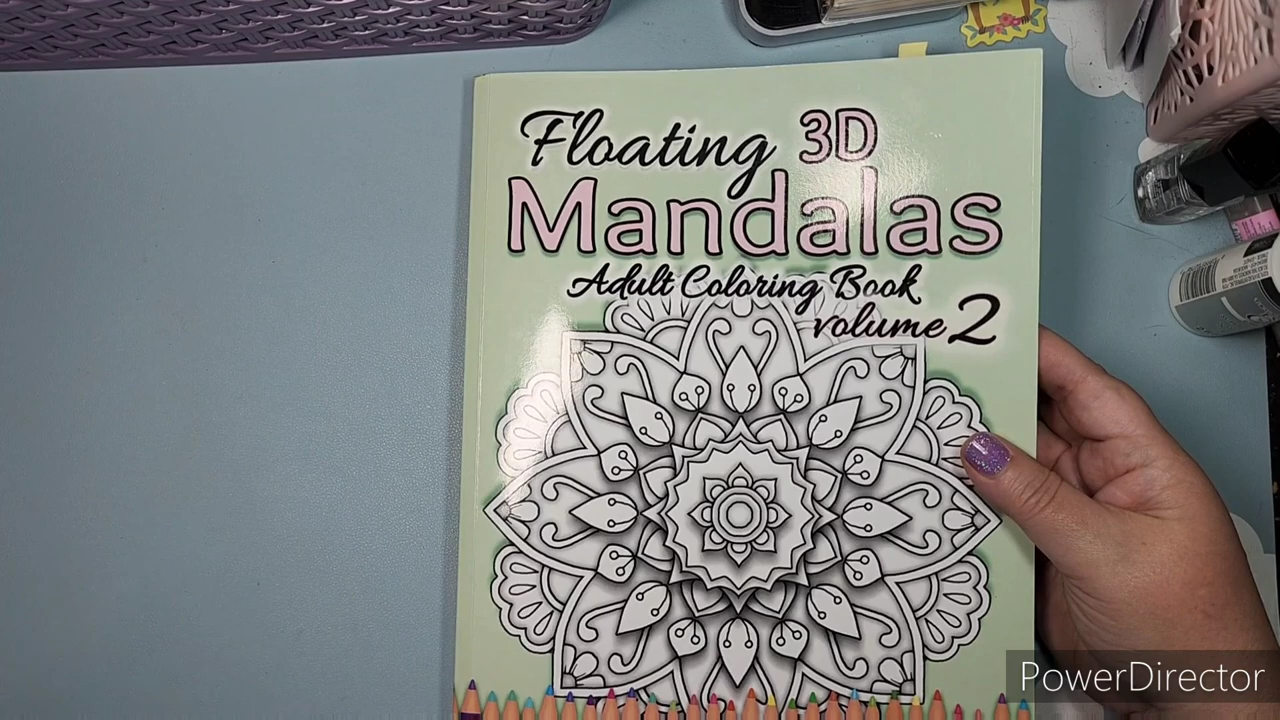 Floating 3D
Mandalas
Adult Coloring Book
volume 2
PowerDirector